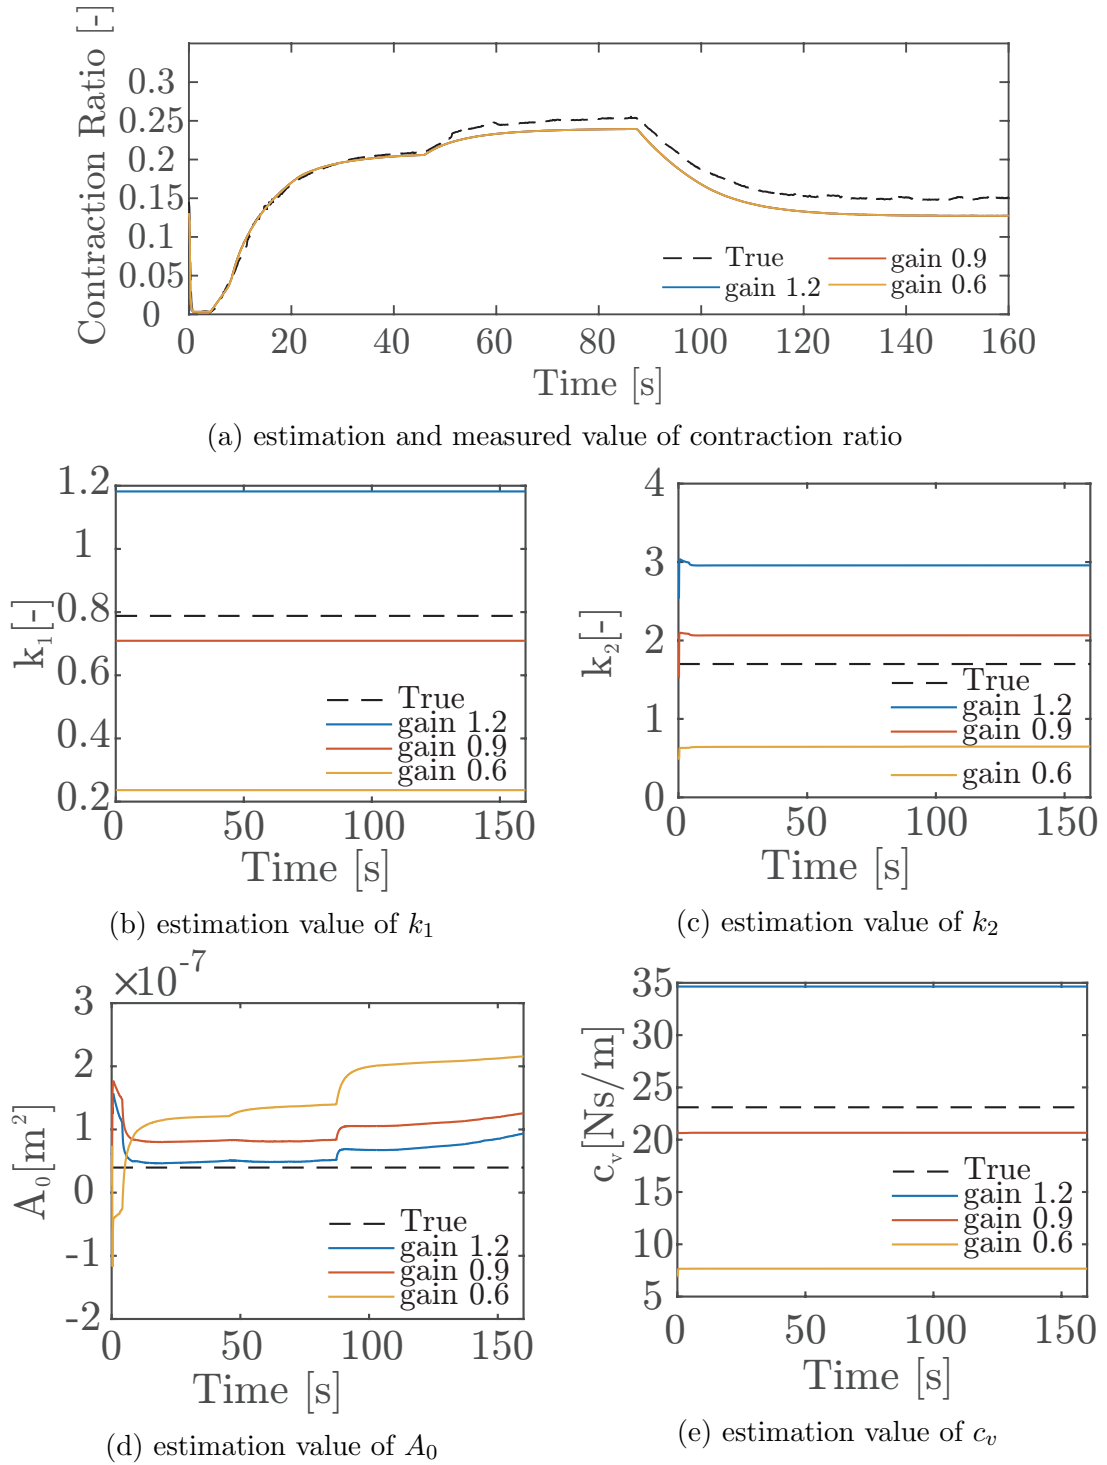 Contraction Ratio [-]
0.3
0.25
0.2
0.15
0.1
0.05
0
0 20 40 60 80 100 120 140 160
Time [s]
True
gain 1.2
gain 0.9
gain 0.6
(a) estimation and measured value of contraction ratio
k₁[-]
1.2
1
0.8
0.6
0.4
0.2
0 50 100 150
Time [s]
True
gain 1.2
gain 0.9
gain 0.6
(b) estimation value of k₁
k₂[-]
4
3
2
1
0
0 50 100 150
Time [s]
True
gain 1.2
gain 0.9
gain 0.6
(c) estimation value of k₂
×10⁻⁷
A₀[m²]
3
2
1
0
-1
-2
0 50 100 150
Time [s]
True
gain 1.2
gain 0.9
gain 0.6
(d) estimation value of A₀
cᵥ[Ns/m]
35
30
25
20
15
10
5
0 50 100 150
Time [s]
True
gain 1.2
gain 0.9
gain 0.6
(e) estimation value of cᵥ